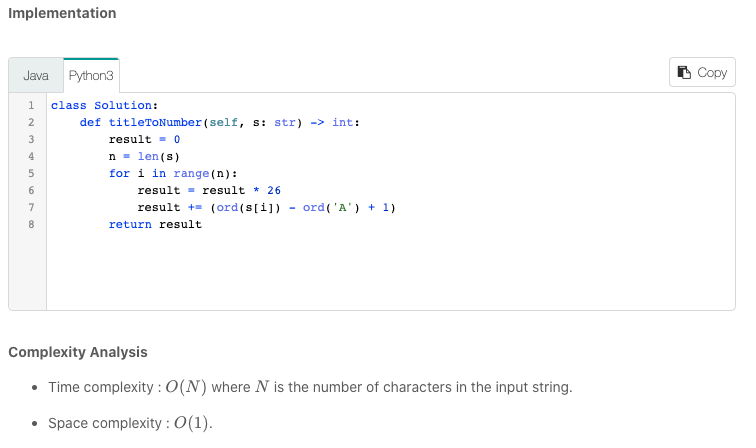 Implementation
Java Python3 Copy
1 class Solution:
2     def titleToNumber(self, s: str) -> int:
3         result = 0
4         n = len(s)
5         for i in range(n):
6             result = result * 26
7             result += (ord(s[i]) - ord('A') + 1)
8         return result
Complexity Analysis
• Time complexity : O(N) where N is the number of characters in the input string.
• Space complexity : O(1).